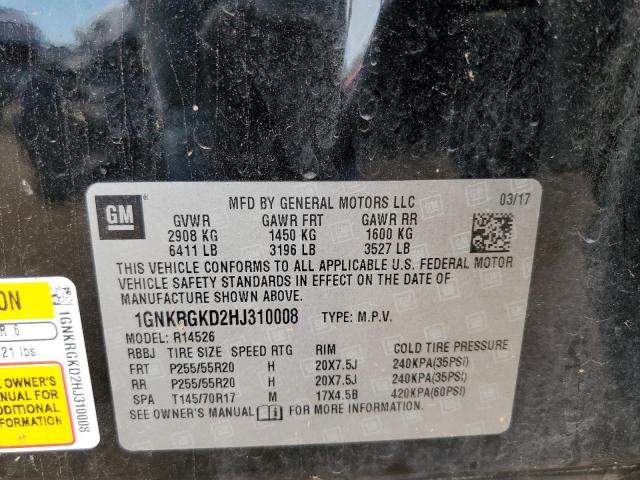 GM
MFD BY GENERAL MOTORS LLC 03/17
GVWR GAWR FRT GAWR RR
2908 KG 1450 KG 1600 KG
6411 LB 3196 LB 3527 LB
THIS VEHICLE CONFORMS TO ALL APPLICABLE U.S. FEDERAL MOTOR
VEHICLE SAFETY STANDARDS IN EFFECT ON THE DATE OF
MANUFACTURE SHOWN ABOVE.
1GNKRGKD2HJ310008 TYPE: M.P.V.
MODEL: R14526
RBBJ TIRE SIZE SPEED RTG RIM COLD TIRE PRESSURE
FRT P255/55R20 H 20X7.5J 240KPA(35PSI)
RR P255/55R20 H 20X7.5J 240KPA(35PSI)
SPA T145/70R17 M 17X4.5B 420KPA(60PSI)
SEE OWNER'S MANUAL FOR MORE INFORMATION.
ON
R 6
21 lbs
OWNER'S
MANUAL FOR
ADDITIONAL
INFORMATION
1GNKRGKD2HJ310008